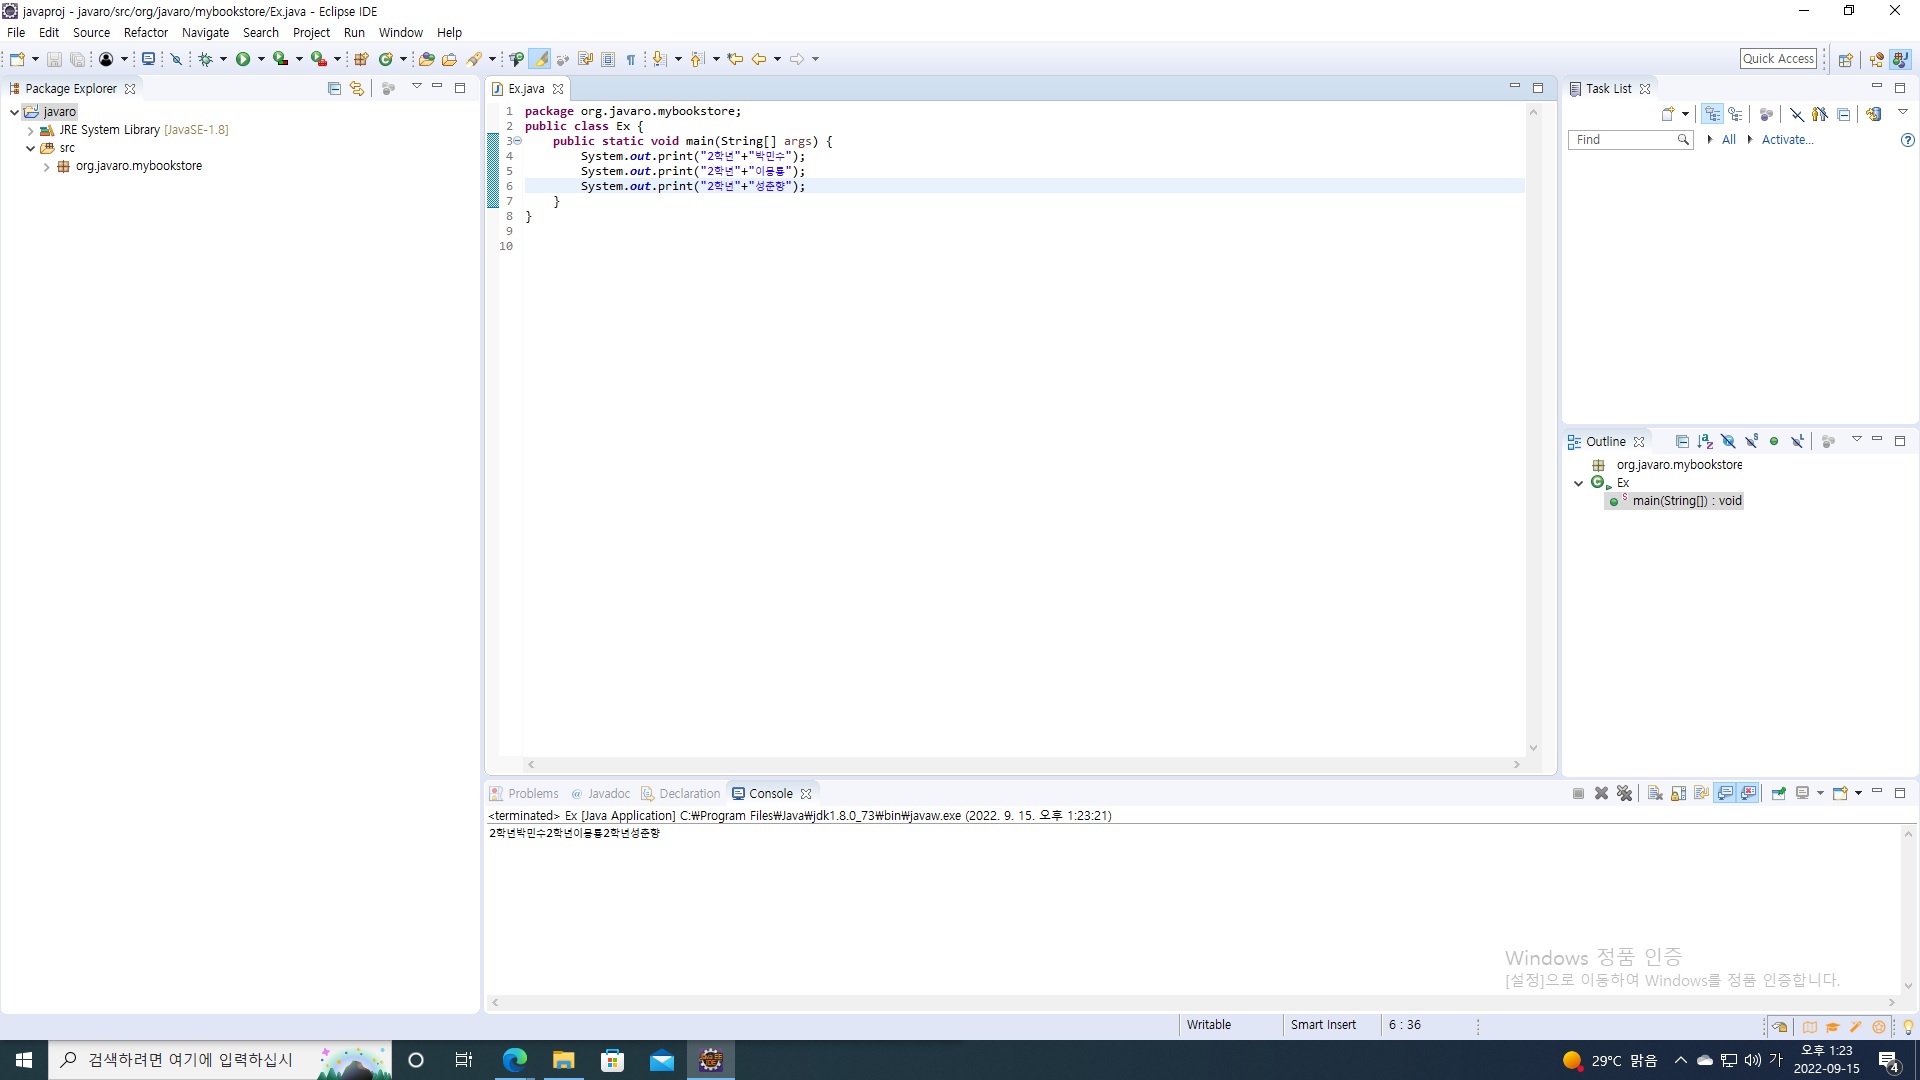 javaproj - javaro/src/org/javaro/mybookstore/Ex.java - Eclipse IDE
File Edit Source Refactor Navigate Search Project Run Window Help
Quick Access
Package Explorer
javaro
JRE System Library [JavaSE-1.8]
src
org.javaro.mybookstore
Ex.java
1 package org.javaro.mybookstore;
2 public class Ex {
3 public static void main(String[] args) {
4 System.out.print("2학년"+"박민수");
5 System.out.print("2학년"+"이몽룡");
6 System.out.print("2학년"+"성춘향");
7 }
8 }
9
10
Task List
Find All Activate...
Outline
org.javaro.mybookstore
Ex
main(String[]) : void
Problems Javadoc Declaration Console
<terminated> Ex [Java Application] C:₩Program Files₩Java₩jdk1.8.0_73₩bin₩javaw.exe (2022. 9. 15. 오후 1:23:21)
2학년박민수2학년이몽룡2학년성춘향
Windows 정품 인증
[설정]으로 이동하여 Windows를 정품 인증합니다.
Writable Smart Insert 6 : 36
검색하려면 여기에 입력하십시
29°C 맑음 가 오후 1:23
2022-09-15
4